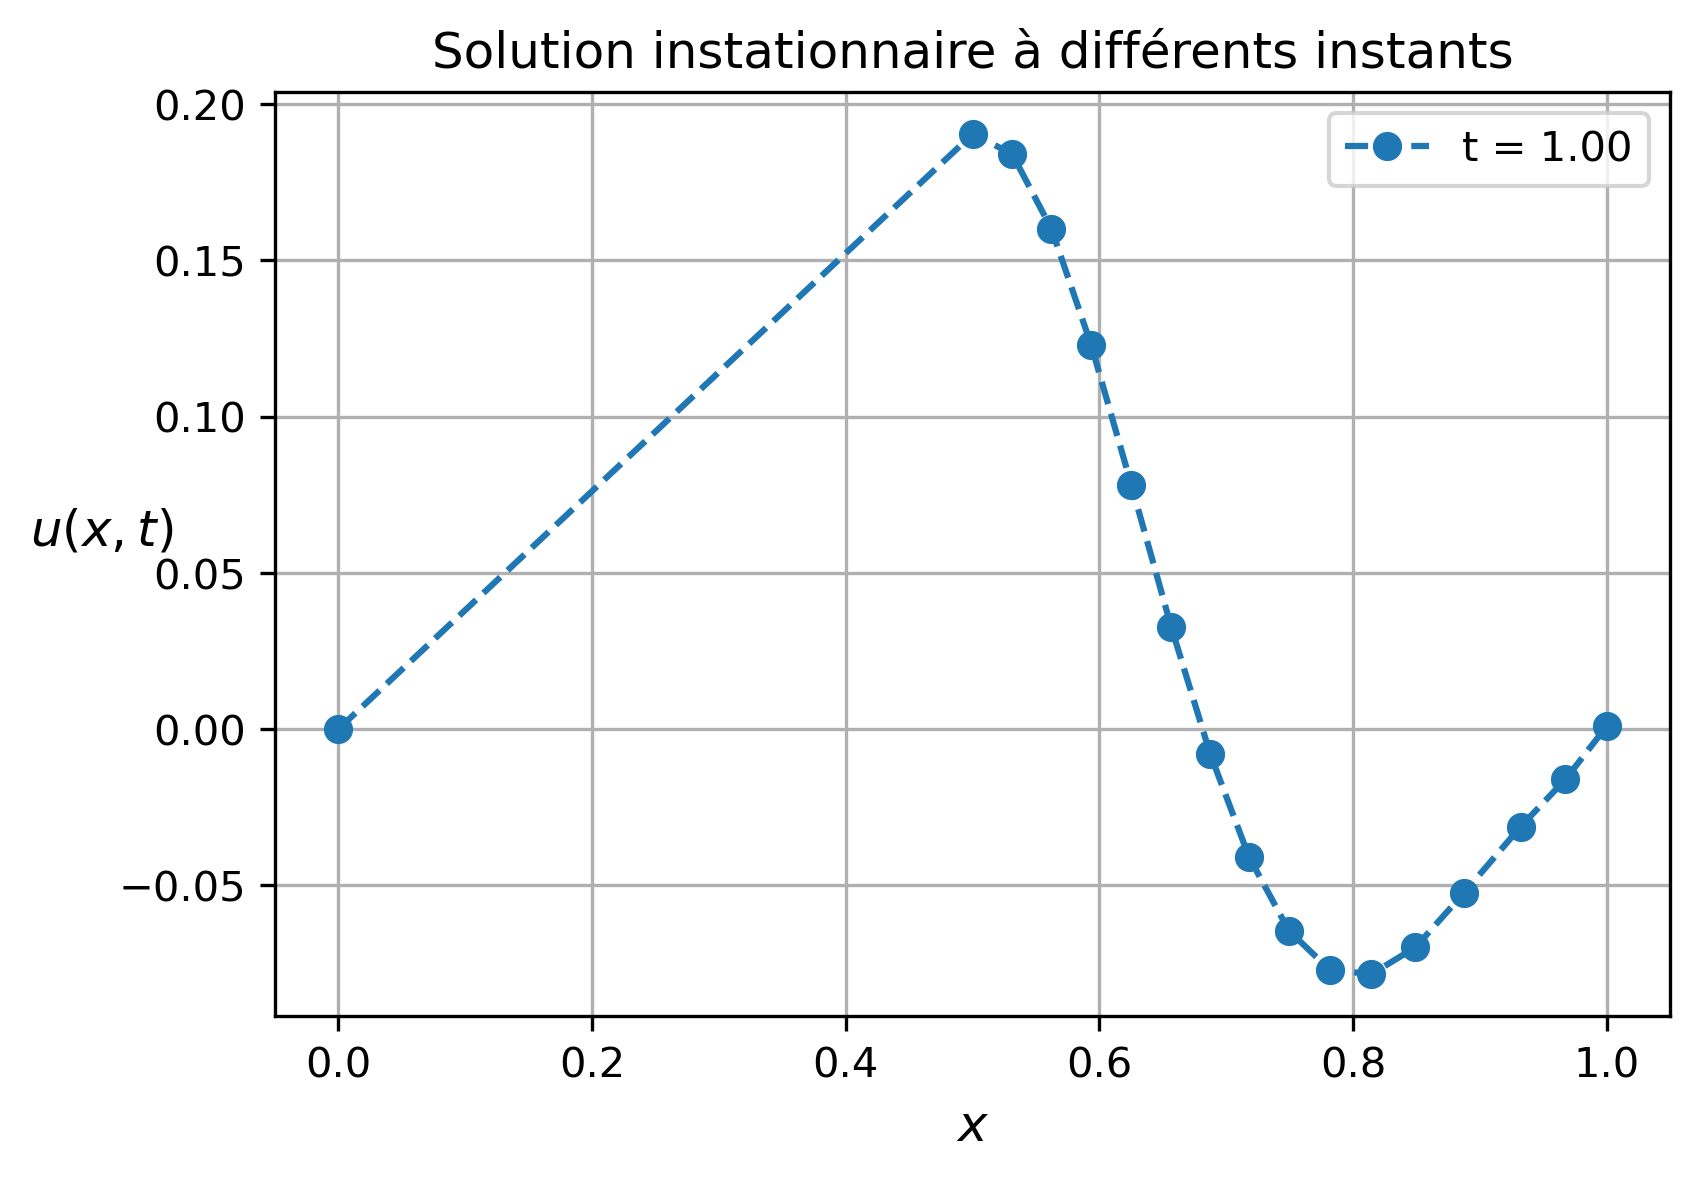 Solution instationnaire à différents instants
t = 1.00
0.20
0.15
0.10
0.05
0.00
−0.05
u(x, t)
0.0 0.2 0.4 0.6 0.8 1.0
x